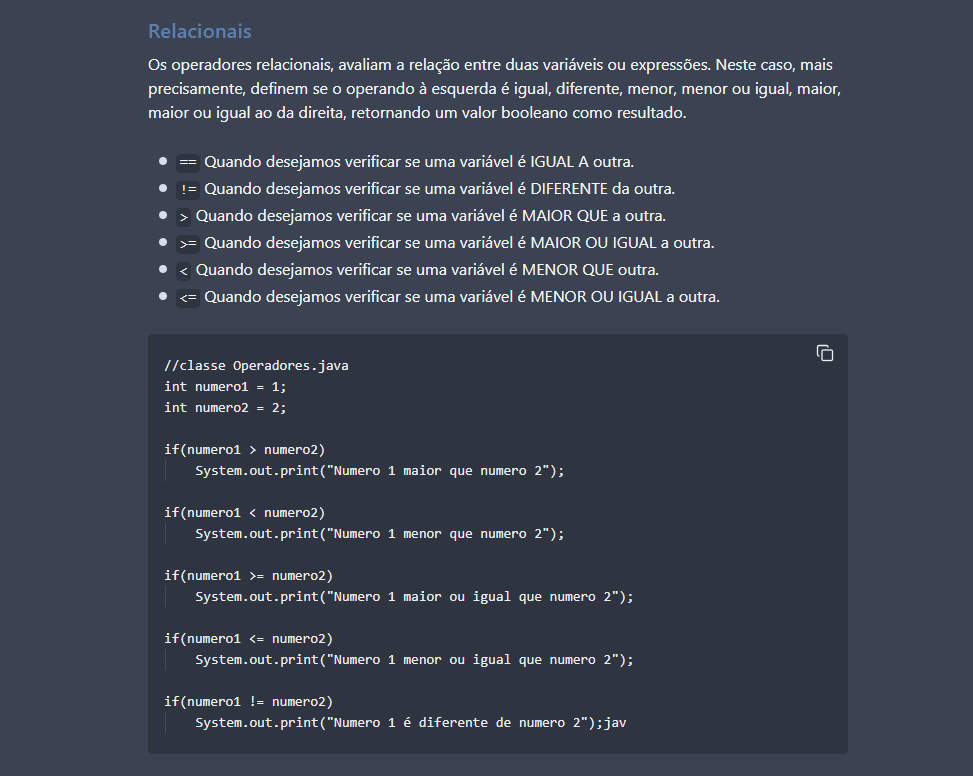 Relacionais
Os operadores relacionais, avaliam a relação entre duas variáveis ou expressões. Neste caso, mais
precisamente, definem se o operando à esquerda é igual, diferente, menor, menor ou igual, maior,
maior ou igual ao da direita, retornando um valor booleano como resultado.
== Quando desejamos verificar se uma variável é IGUAL A outra.
!= Quando desejamos verificar se uma variável é DIFERENTE da outra.
> Quando desejamos verificar se uma variável é MAIOR QUE a outra.
>= Quando desejamos verificar se uma variável é MAIOR OU IGUAL a outra.
< Quando desejamos verificar se uma variável é MENOR QUE outra.
<= Quando desejamos verificar se uma variável é MENOR OU IGUAL a outra.
//classe Operadores.java
int numero1 = 1;
int numero2 = 2;
if(numero1 > numero2)
System.out.print("Numero 1 maior que numero 2");
if(numero1 < numero2)
System.out.print("Numero 1 menor que numero 2");
if(numero1 >= numero2)
System.out.print("Numero 1 maior ou igual que numero 2");
if(numero1 <= numero2)
System.out.print("Numero 1 menor ou igual que numero 2");
if(numero1 != numero2)
System.out.print("Numero 1 é diferente de numero 2");jav